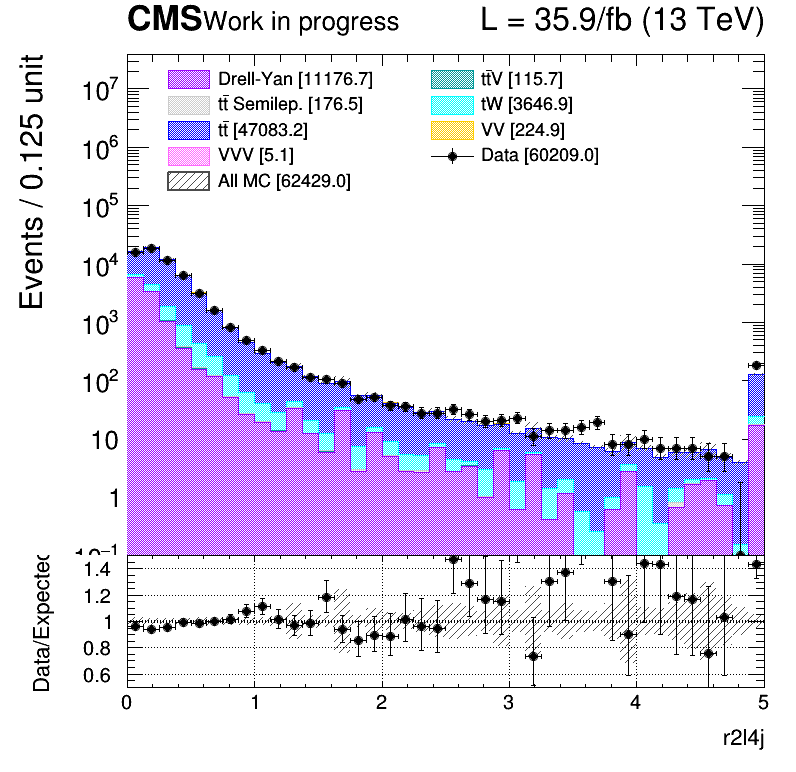 CMS Work in progress L = 35.9/fb (13 TeV)
Events / 0.125 unit
Drell-Yan [11176.7]
tt̄ Semilep. [176.5]
tt̄ [47083.2]
VVV [5.1]
All MC [62429.0]
tt̄V [115.7]
tW [3646.9]
VV [224.9]
Data [60209.0]
10⁷
10⁶
10⁵
10⁴
10³
10²
10
1
10⁻¹
Data/Expected
1.4
1.2
1
0.8
0.6
0 1 2 3 4 5
r2l4j